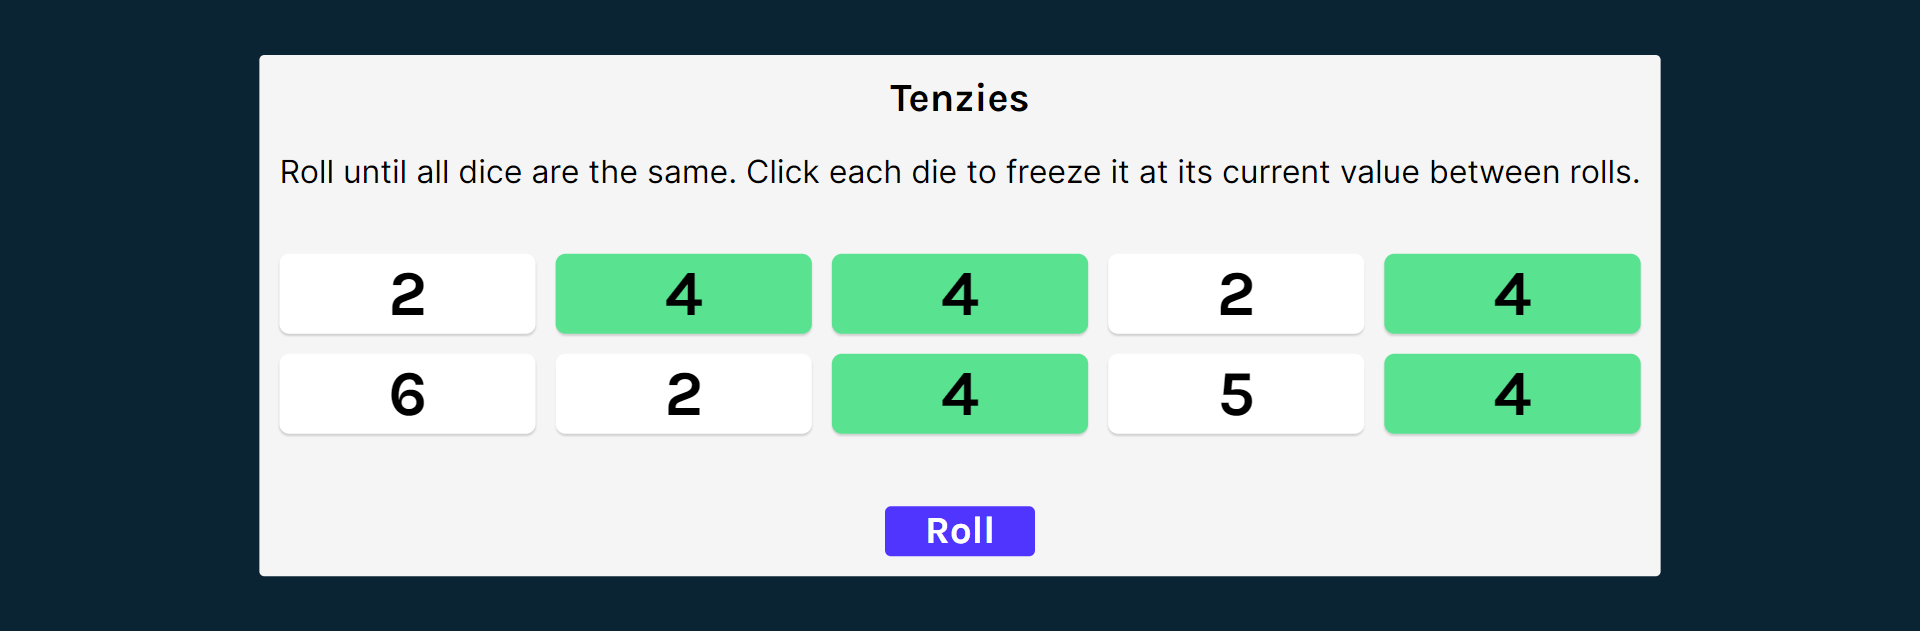 Tenzies
Roll until all dice are the same. Click each die to freeze it at its current value between rolls.
2 4 4 2 4
6 2 4 5 4
Roll